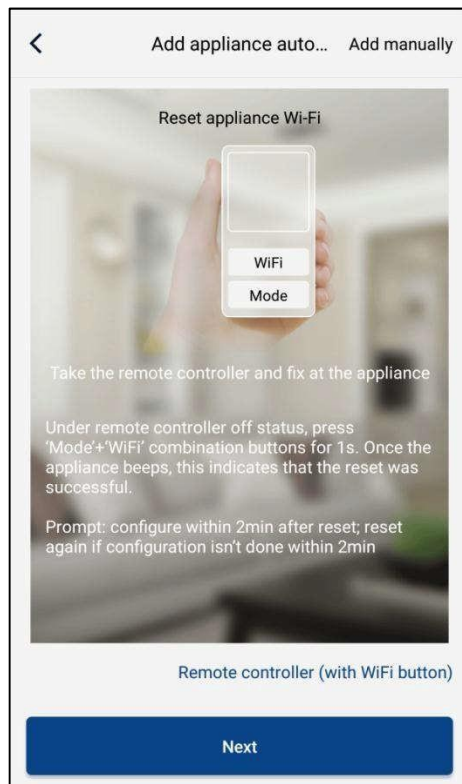 Add appliance auto... Add manually
Reset appliance Wi-Fi
WiFi
Mode
Take the remote controller and fix at the appliance
Under remote controller off status, press
‘Mode’+‘WiFi’ combination buttons for 1s. Once the
appliance beeps, this indicates that the reset was
successful.
Prompt: configure within 2min after reset; reset
again if configuration isn’t done within 2min
Remote controller (with WiFi button)
Next